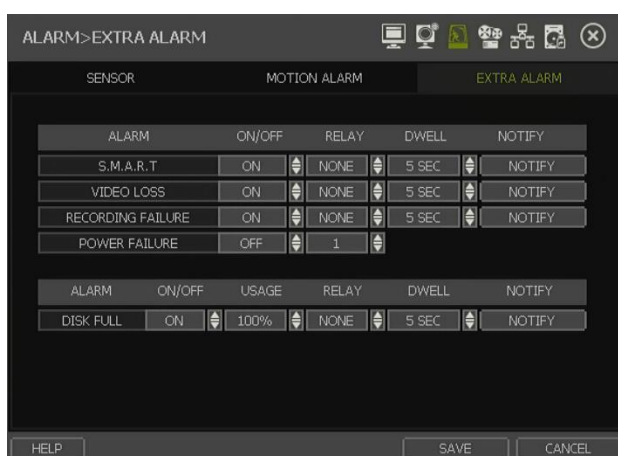 ALARM>EXTRA ALARM
SENSOR MOTION ALARM EXTRA ALARM
ALARM ON/OFF RELAY DWELL NOTIFY
S.M.A.R.T ON NONE 5 SEC NOTIFY
VIDEO LOSS ON NONE 5 SEC NOTIFY
RECORDING FAILURE ON NONE 5 SEC NOTIFY
POWER FAILURE OFF 1
ALARM ON/OFF USAGE RELAY DWELL NOTIFY
DISK FULL ON 100% NONE 5 SEC NOTIFY
HELP SAVE CANCEL